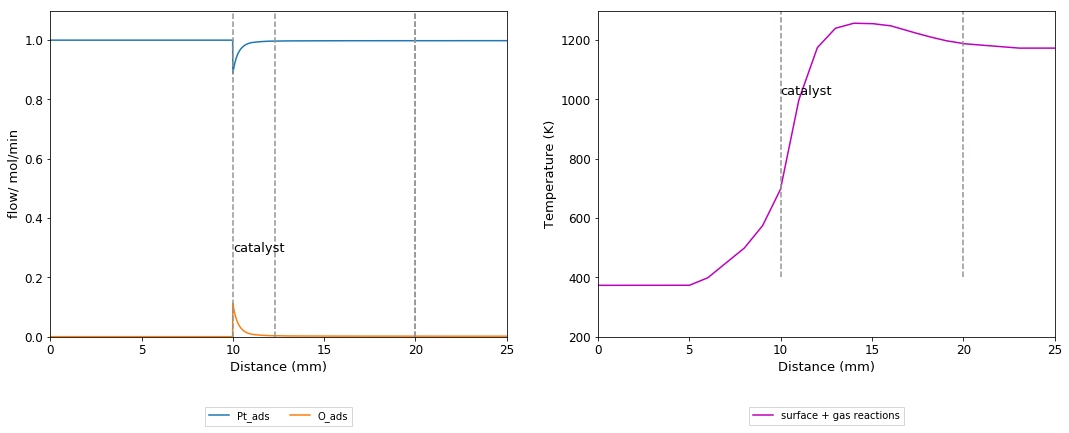 1.0
0.8
0.6
0.4
0.2
0.0
flow/ mol/min
catalyst
0 5 10 15 20 25
Distance (mm)
Pt_ads O_ads
1200
1000
800
600
400
200
Temperature (K)
catalyst
0 5 10 15 20 25
Distance (mm)
surface + gas reactions